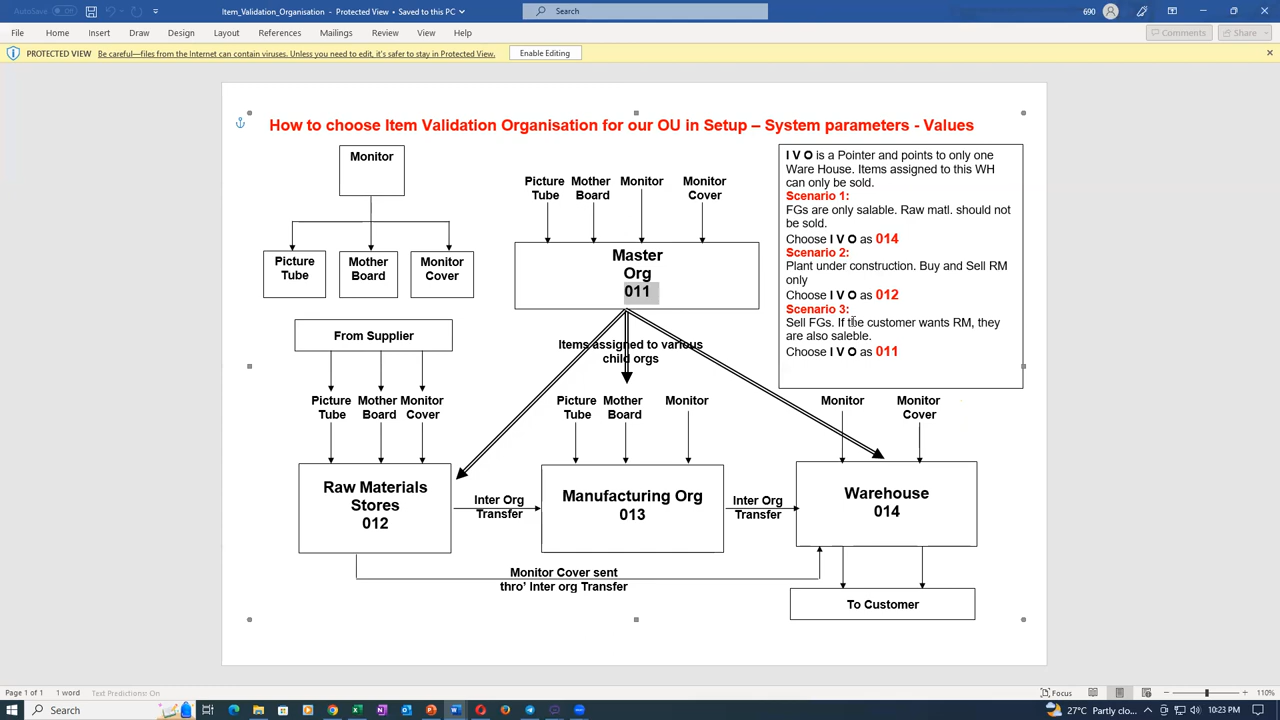 AutoSave Off
Item_Validation_Organisation - Protected View • Saved to this PC
Search
690
File Home Insert Draw Design Layout References Mailings Review View Help
Comments Share
PROTECTED VIEW Be careful—files from the Internet can contain viruses. Unless you need to edit, it's safer to stay in Protected View. Enable Editing
How to choose Item Validation Organisation for our OU in Setup – System parameters - Values
Monitor
Picture
Tube
Mother
Board
Monitor
Cover
Picture
Tube
Mother
Board
Monitor
Monitor
Cover
Master
Org
011
I V O is a Pointer and points to only one
Ware House. Items assigned to this WH
can only be sold.
Scenario 1:
FGs are only salable. Raw matl. should not
be sold.
Choose I V O as 014
Scenario 2:
Plant under construction. Buy and Sell RM
only
Choose I V O as 012
Scenario 3:
Sell FGs. If the customer wants RM, they
are also saleble.
Choose I V O as 011
From Supplier
Items assigned to various
child orgs
Picture
Tube
Mother
Board
Monitor
Cover
Picture
Tube
Mother
Board
Monitor
Monitor
Monitor
Cover
Raw Materials
Stores
012
Inter Org
Transfer
Manufacturing Org
013
Inter Org
Transfer
Warehouse
014
Monitor Cover sent
thro' Inter org Transfer
To Customer
Page 1 of 1 1 word Text Predictions: On
Focus
110%
Search
27°C Partly clo...
10:23 PM